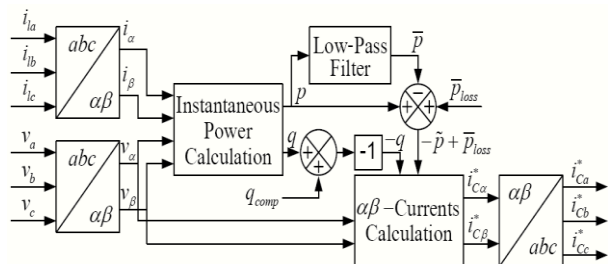 i_la
i_lb
i_lc
abc
αβ
i_α
i_β
v_a
v_b
v_c
abc
αβ
v_α
v_β
Instantaneous
Power
Calculation
p
q
Low-Pass
Filter
p̄
−
+
+
p̄_loss
+
+
q_comp
-1
−q
−p̃ + p̄_loss
αβ −Currents
Calculation
i*_Cα
i*_Cβ
αβ
abc
i*_Ca
i*_Cb
i*_Cc